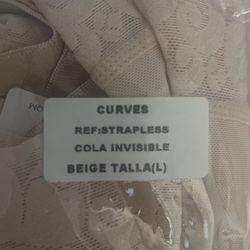 CURVES
REF:STRAPLESS
COLA INVISIBLE
BEIGE TALLA(L)